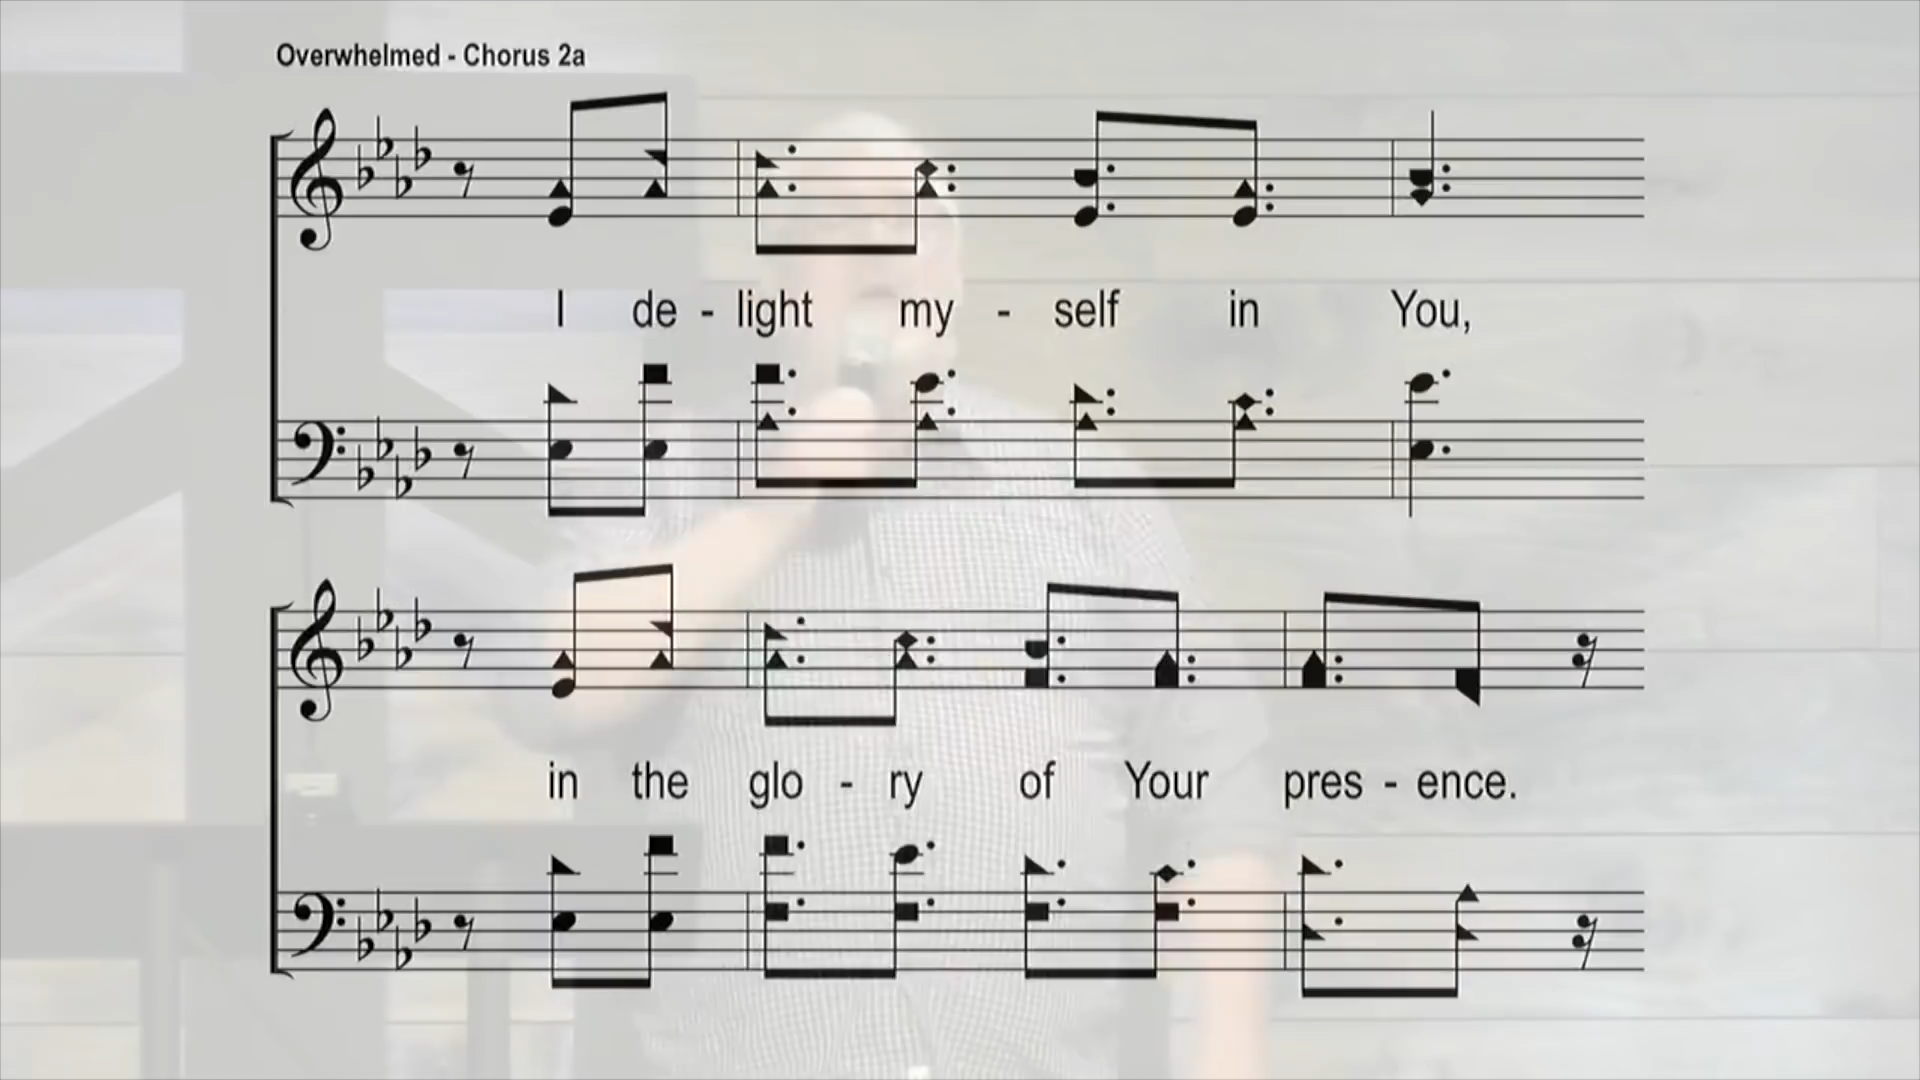 Overwhelmed - Chorus 2a
I de - light my - self in You,
in the glo - ry of Your pres - ence.